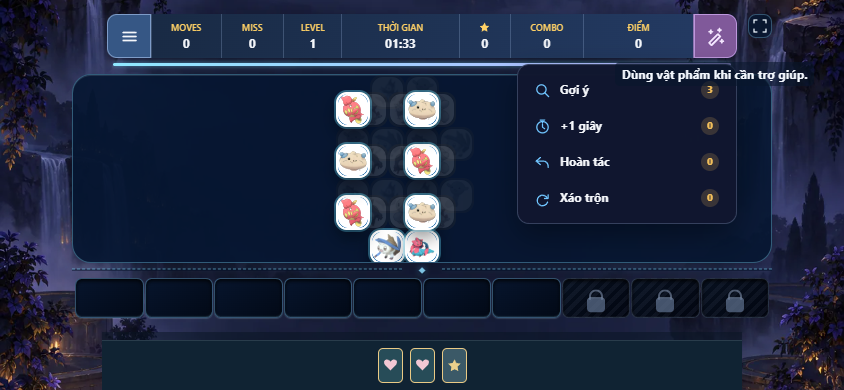 MOVES MISS LEVEL THỜI GIAN COMBO ĐIỂM
0 0 1 01:33 0 0 0
Dùng vật phẩm khi cần trợ giúp.
Gợi ý 3
+1 giây 0
Hoàn tác 0
Xáo trộn 0